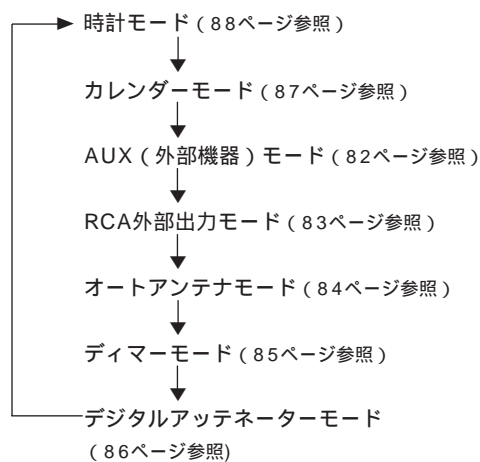 時計モード（88ページ参照）
カレンダーモード（87ページ参照）
AUX（外部機器）モード（82ページ参照）
RCA外部出力モード（83ページ参照）
オートアンテナモード（84ページ参照）
ディマーモード（85ページ参照）
デジタルアッテネーターモード
（86ページ参照)